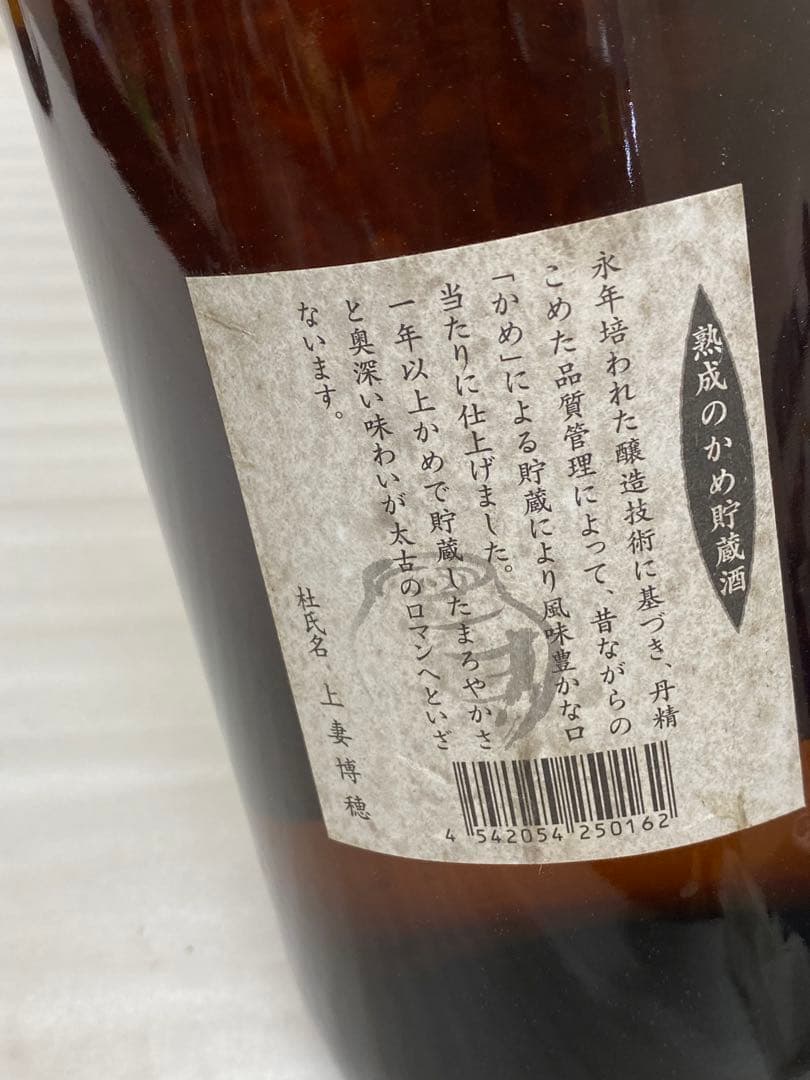 熟成のかめ貯蔵酒
永年培われた醸造技術に基づき、丹精
こめた品質管理によって、昔ながらの
「かめ」による貯蔵により風味豊かな口
当たりに仕上げました。
一年以上かめで貯蔵したまろやかさ
と奥深い味わいが太古のロマンへといざ
ないます。
杜氏名 上妻博穂
4 542054 250162